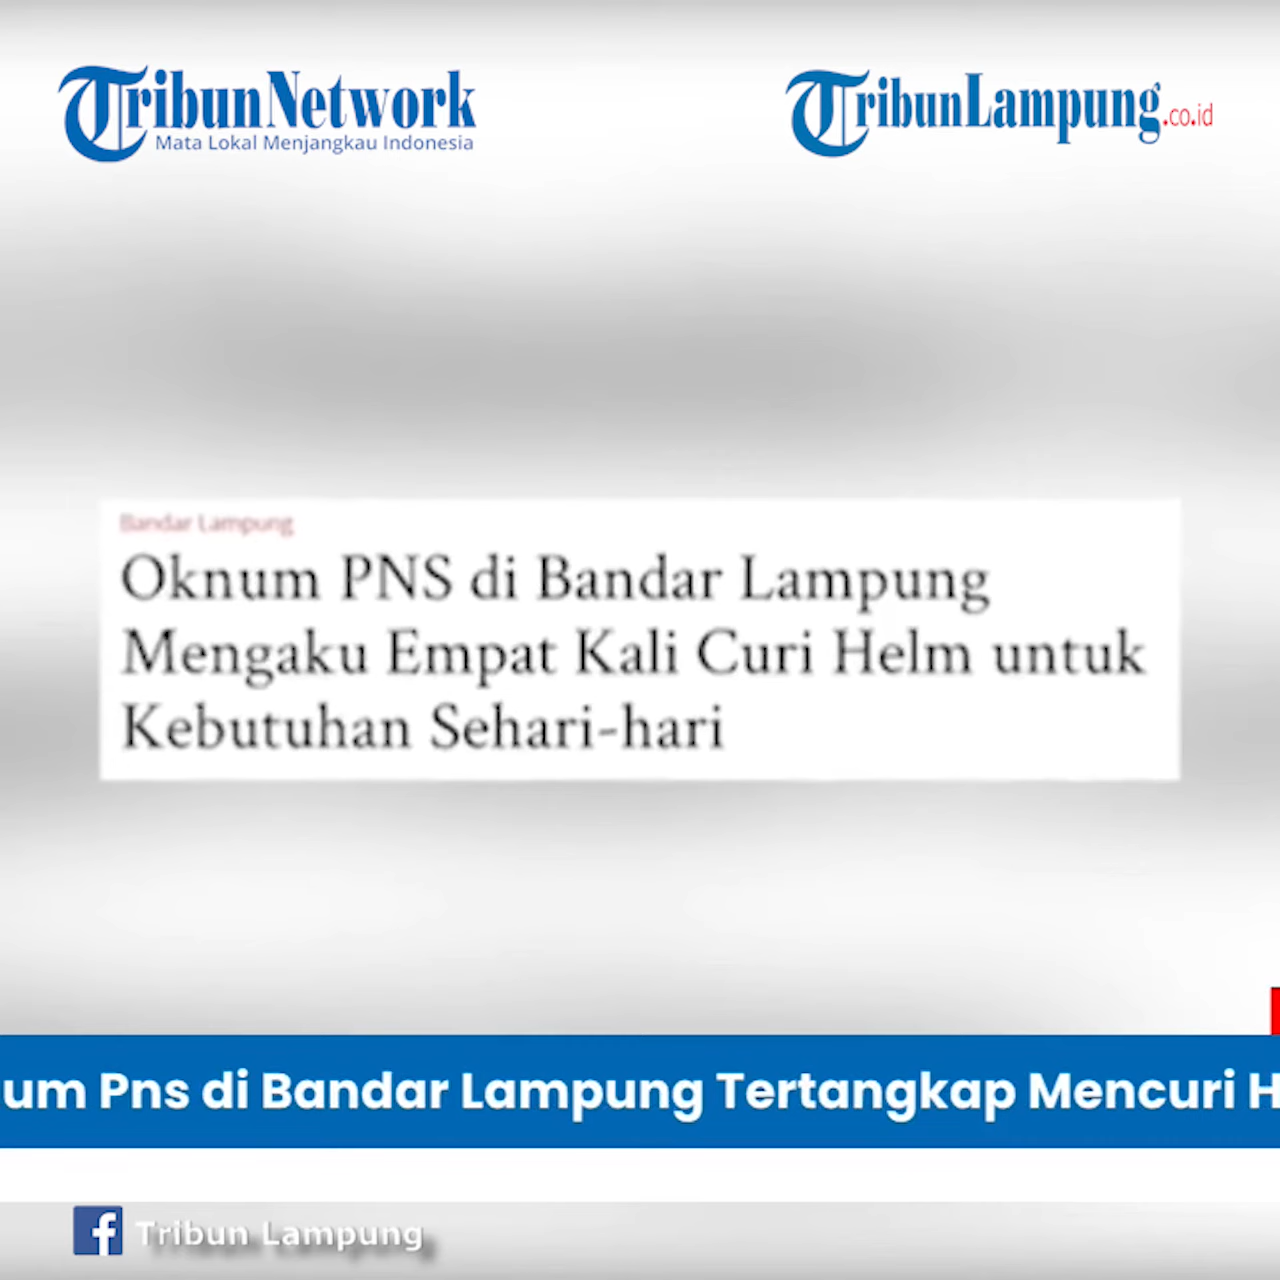 TribunNetwork
Mata Lokal Menjangkau Indonesia
TribunLampung.co.id
Bandar Lampung
Oknum PNS di Bandar Lampung
Mengaku Empat Kali Curi Helm untuk
Kebutuhan Sehari-hari
um Pns di Bandar Lampung Tertangkap Mencuri H
f Tribun Lampung